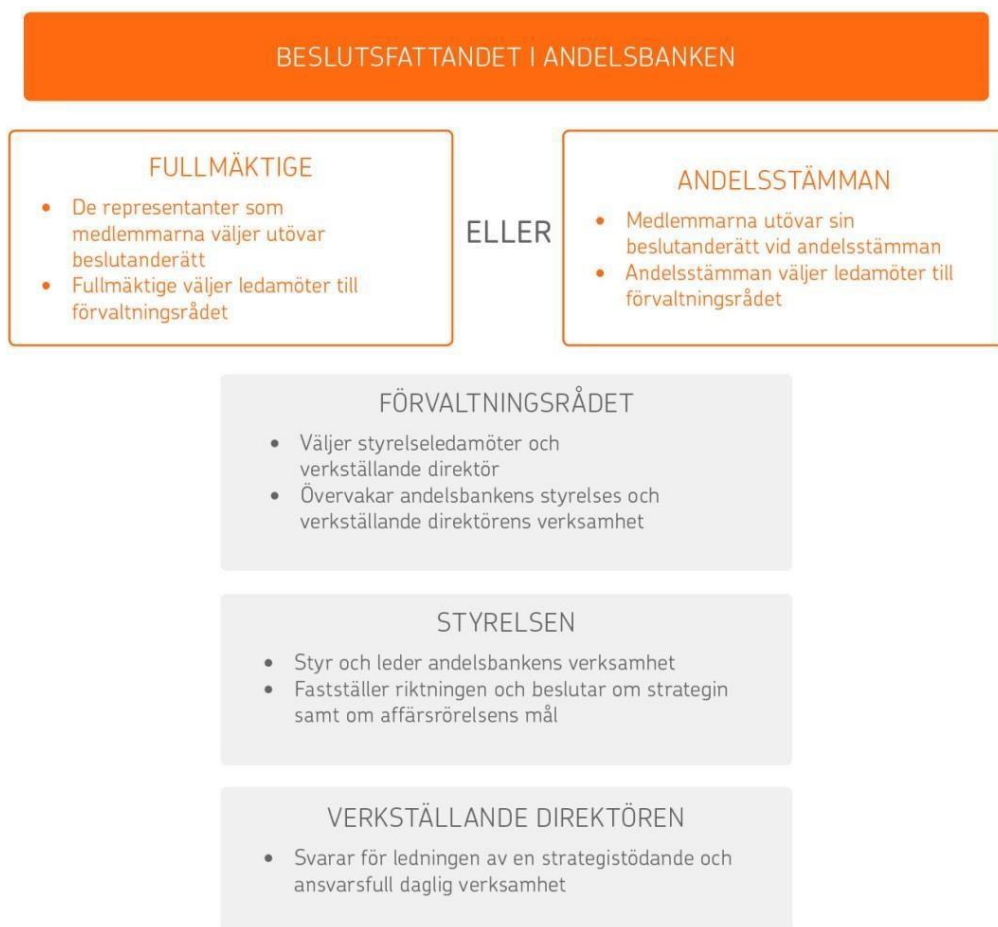 BESLUTSFATTANDET I ANDELSBANKEN
FULLMÄKTIGE
• De representanter som
medlemmarna väljer utövar
beslutanderätt
• Fullmäktige väljer ledamöter till
förvaltningsrådet
ELLER
ANDELSSTÄMMAN
• Medlemmarna utövar sin
beslutanderätt vid andelsstämman
• Andelsstämman väljer ledamöter till
förvaltningsrådet
FÖRVALTNINGSRÅDET
• Väljer styrelseledamöter och
verkställande direktör
• Övervakar andelsbankens styrelses och
verkställande direktörens verksamhet
STYRELSEN
• Styr och leder andelsbankens verksamhet
• Fastställer riktningen och beslutar om strategin
samt om affärsrörelsens mål
VERKSTÄLLANDE DIREKTÖREN
• Svarar för ledningen av en strategistödande och
ansvarsfull daglig verksamhet